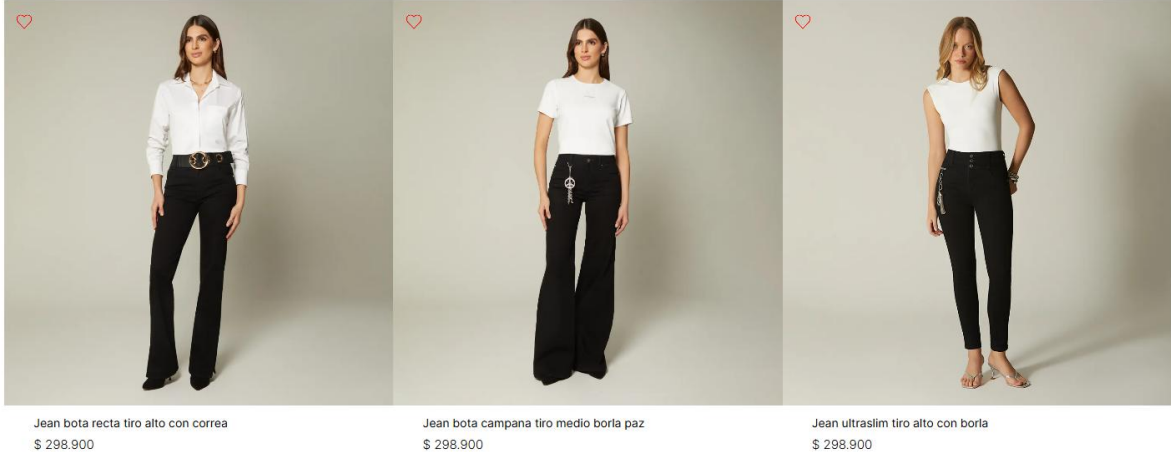 Jean bota recta tiro alto con correa
$ 298.900
Jean bota campana tiro medio borla paz
$ 298.900
Jean ultraslim tiro alto con borla
$ 298.900